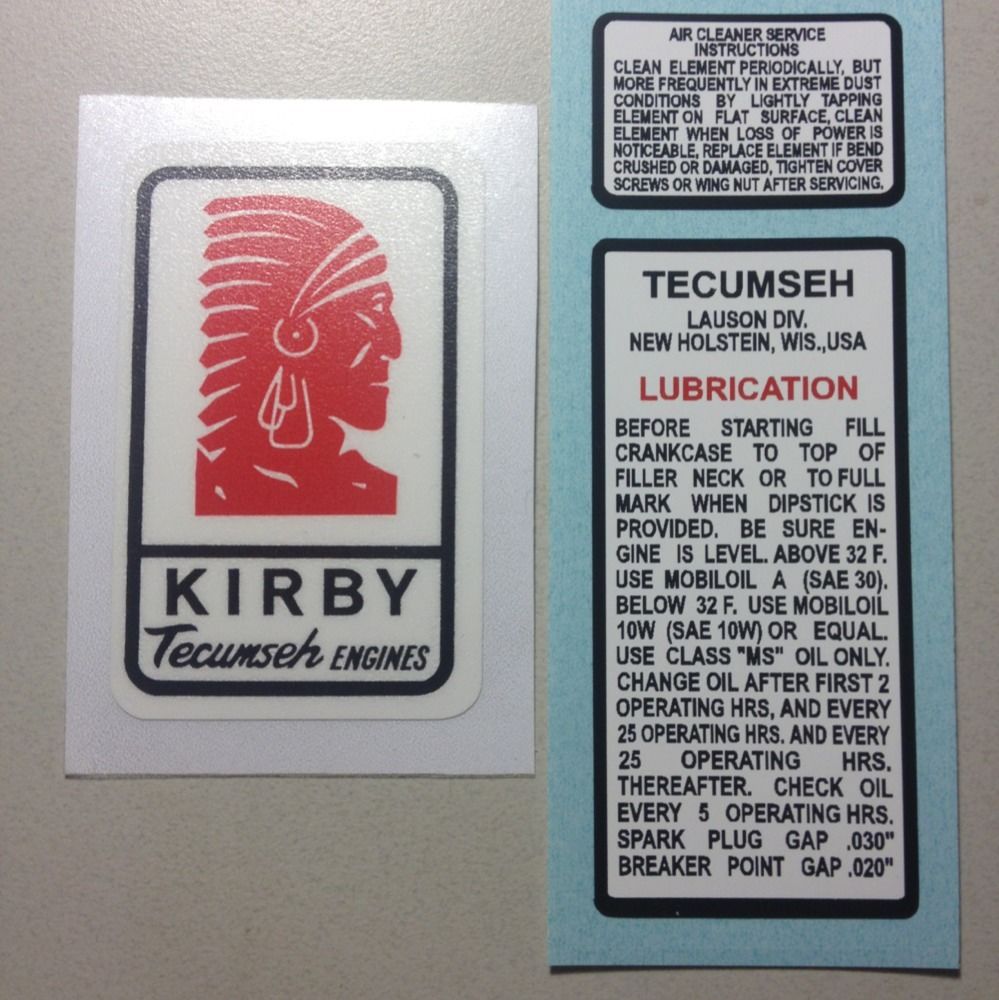 KIRBY
Tecumseh ENGINES
AIR CLEANER SERVICE
INSTRUCTIONS
CLEAN ELEMENT PERIODICALLY, BUT
MORE FREQUENTLY IN EXTREME DUST
CONDITIONS BY LIGHTLY TAPPING
ELEMENT ON FLAT SURFACE, CLEAN
ELEMENT WHEN LOSS OF POWER IS
NOTICEABLE, REPLACE ELEMENT IF BEND
CRUSHED OR DAMAGED, TIGHTEN COVER
SCREWS OR WING NUT AFTER SERVICING.
TECUMSEH
LAUSON DIV.
NEW HOLSTEIN, WIS.,USA
LUBRICATION
BEFORE STARTING FILL
CRANKCASE TO TOP OF
FILLER NECK OR TO FULL
MARK WHEN DIPSTICK IS
PROVIDED. BE SURE EN-
GINE IS LEVEL. ABOVE 32 F.
USE MOBILOIL A (SAE 30).
BELOW 32 F. USE MOBILOIL
10W (SAE 10W) OR EQUAL.
USE CLASS "MS" OIL ONLY.
CHANGE OIL AFTER FIRST 2
OPERATING HRS, AND EVERY
25 OPERATING HRS. AND EVERY
25 OPERATING HRS.
THEREAFTER. CHECK OIL
EVERY 5 OPERATING HRS.
SPARK PLUG GAP .030"
BREAKER POINT GAP .020"